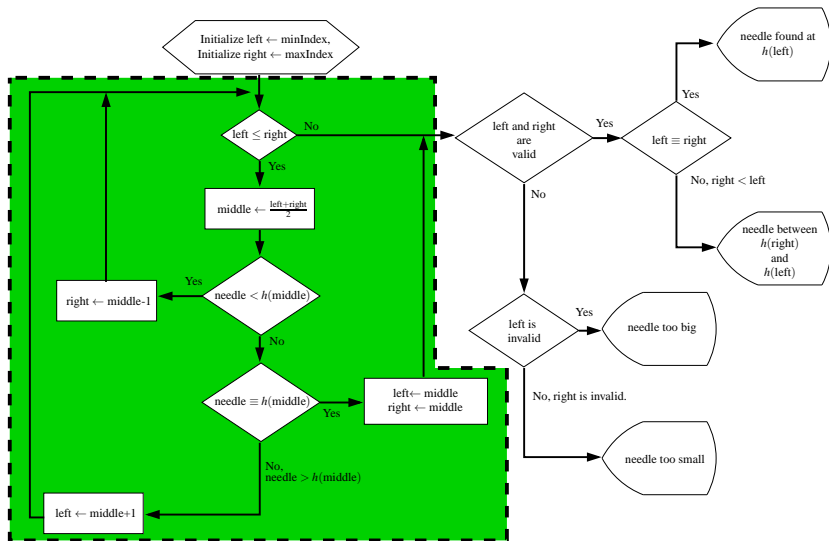 Initialize left ← minIndex,
Initialize right ← maxIndex
left ≤ right
No
Yes
middle ← left+right
2
needle < h(middle)
Yes
right ← middle-1
No
needle ≡ h(middle)
Yes
left← middle
right ← middle
No,
needle > h(middle)
left ← middle+1
left and right
are
valid
Yes
left ≡ right
Yes
needle found at
h(left)
No, right < left
needle between
h(right)
and
h(left)
No
left is
invalid
Yes
needle too big
No, right is invalid.
needle too small